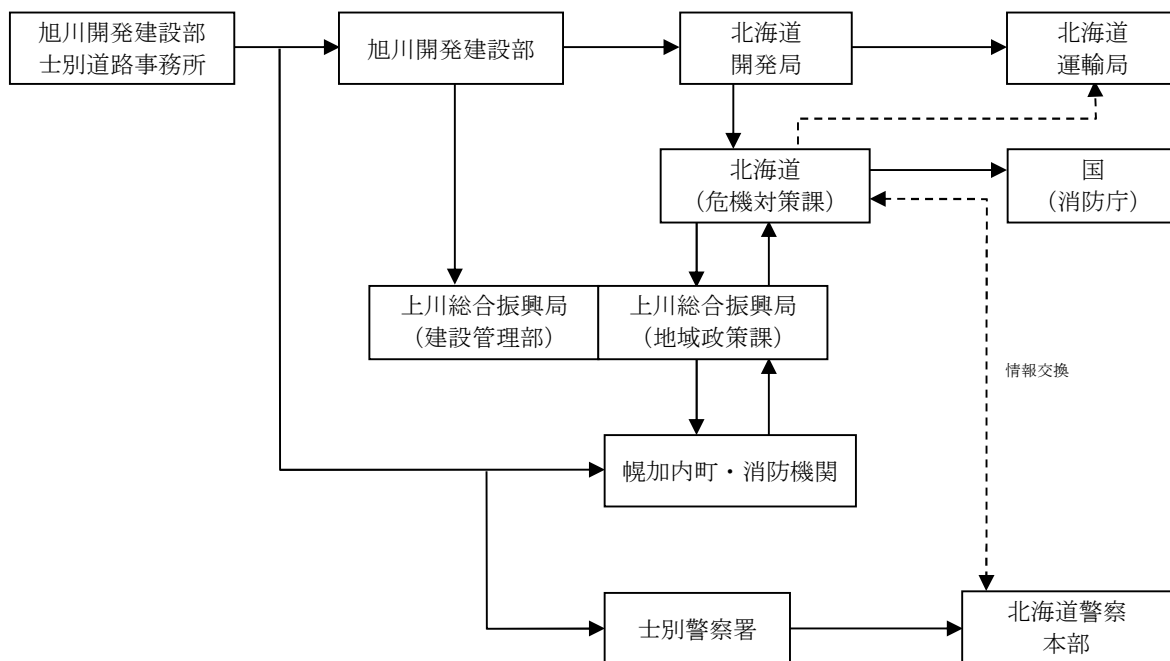 旭川開発建設部
士別道路事務所
旭川開発建設部
北海道
開発局
北海道
運輸局
北海道
（危機対策課）
国
（消防庁）
上川総合振興局
（建設管理部）
上川総合振興局
（地域政策課）
情報交換
幌加内町・消防機関
士別警察署
北海道警察
本部